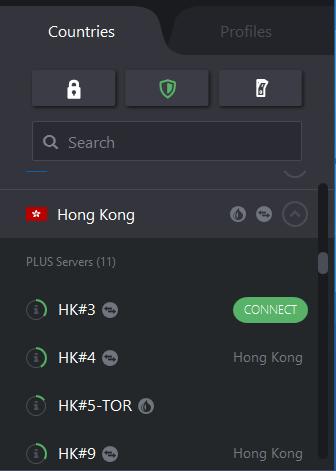 Countries Profiles
Search
Hong Kong
PLUS Servers (11)
HK#3 CONNECT
HK#4 Hong Kong
HK#5-TOR
HK#9 Hong Kong